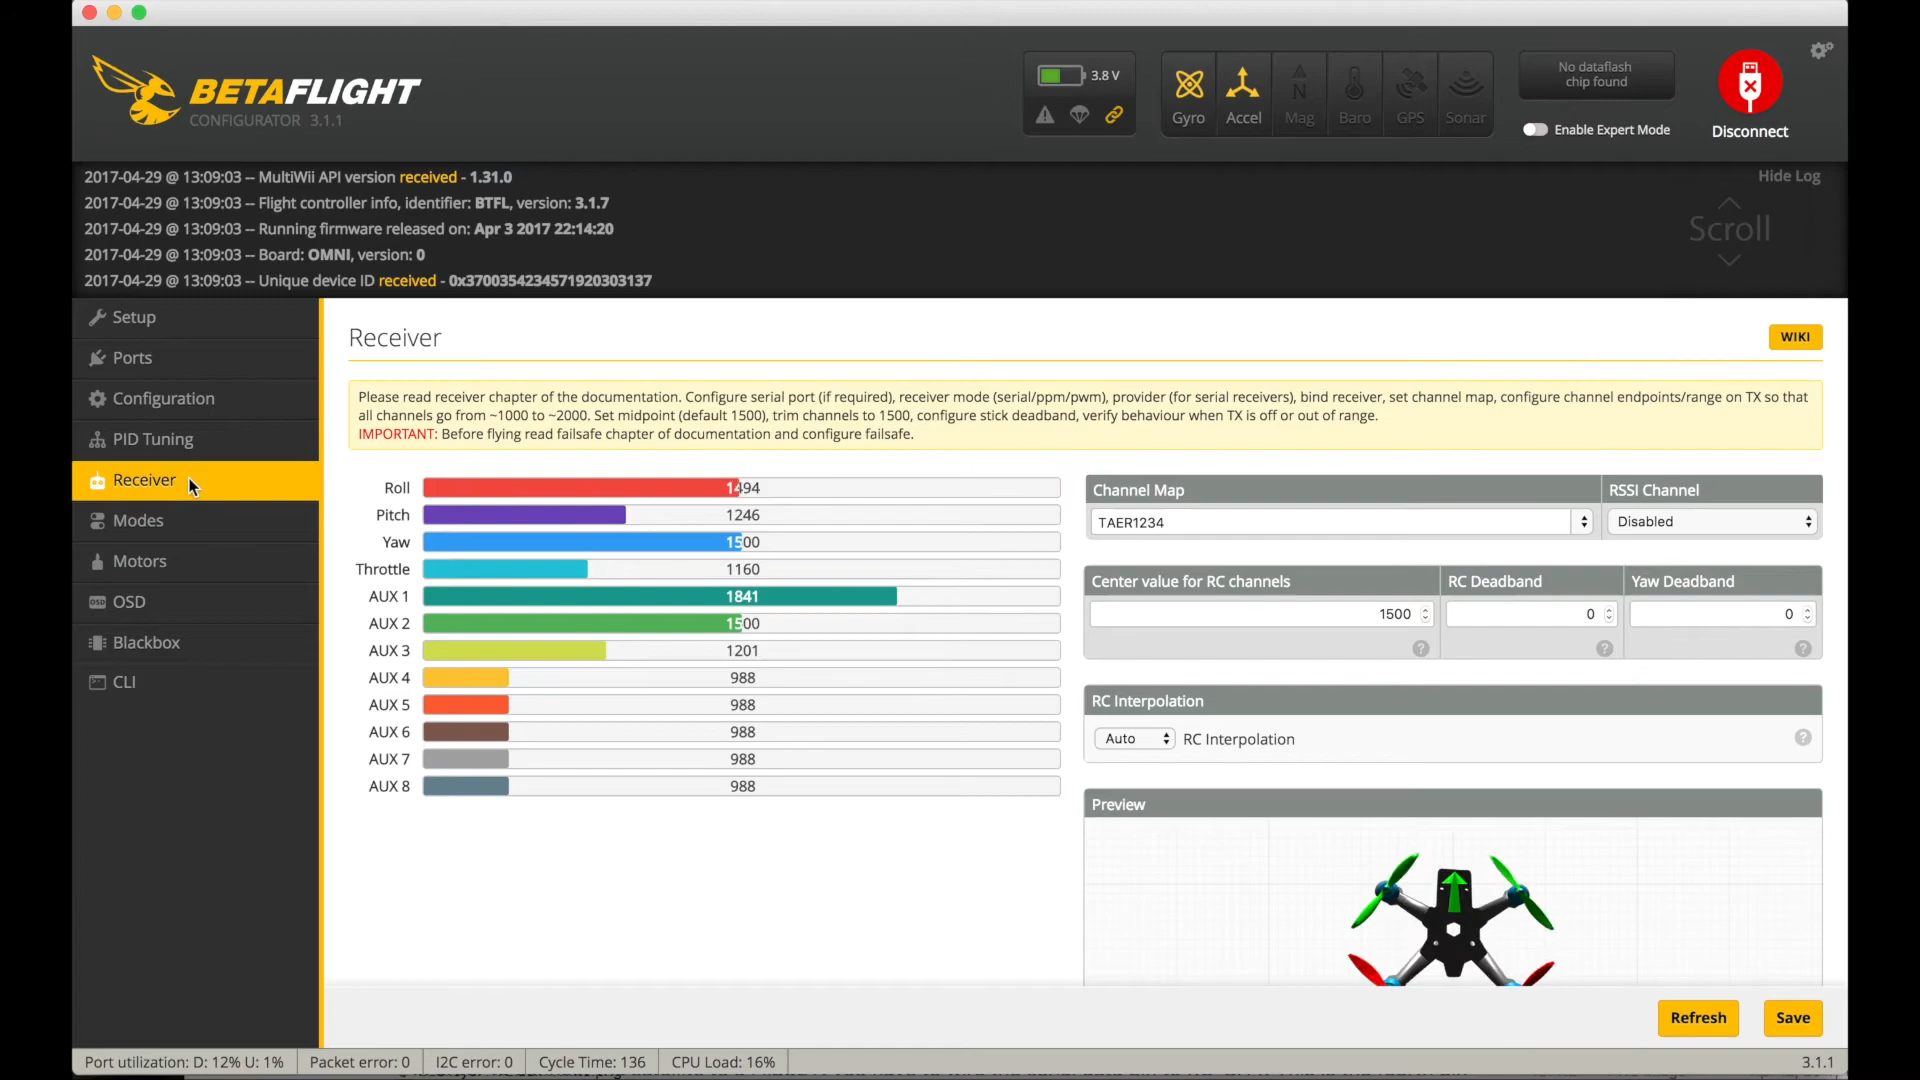 BETAFLIGHT
CONFIGURATOR 3.1.1
3.8 V
Gyro
Accel
Mag
Baro
GPS
Sonar
No dataflash
chip found
Enable Expert Mode
Disconnect
2017-04-29 @ 13:09:03 -- MultiWii API version received - 1.31.0
2017-04-29 @ 13:09:03 -- Flight controller info, identifier: BTFL, version: 3.1.7
2017-04-29 @ 13:09:03 -- Running firmware released on: Apr 3 2017 22:14:20
2017-04-29 @ 13:09:03 -- Board: OMNI, version: 0
2017-04-29 @ 13:09:03 -- Unique device ID received - 0x3700354234571920303137
Hide Log
Scroll
Setup
Ports
Configuration
PID Tuning
Receiver
Modes
Motors
OSD
Blackbox
CLI
Receiver
WIKI
Please read receiver chapter of the documentation. Configure serial port (if required), receiver mode (serial/ppm/pwm), provider (for serial receivers), bind receiver, set channel map, configure channel endpoints/range on TX so that
all channels go from ~1000 to ~2000. Set midpoint (default 1500), trim channels to 1500, configure stick deadband, verify behaviour when TX is off or out of range.
IMPORTANT: Before flying read failsafe chapter of documentation and configure failsafe.
Roll 1494
Pitch 1246
Yaw 1500
Throttle 1160
AUX 1 1841
AUX 2 1500
AUX 3 1201
AUX 4 988
AUX 5 988
AUX 6 988
AUX 7 988
AUX 8 988
Channel Map
RSSI Channel
TAER1234
Disabled
Center value for RC channels
RC Deadband
Yaw Deadband
1500
0
0
RC Interpolation
Auto
RC Interpolation
Preview
Refresh
Save
Port utilization: D: 12% U: 1%
Packet error: 0
I2C error: 0
Cycle Time: 136
CPU Load: 16%
3.1.1